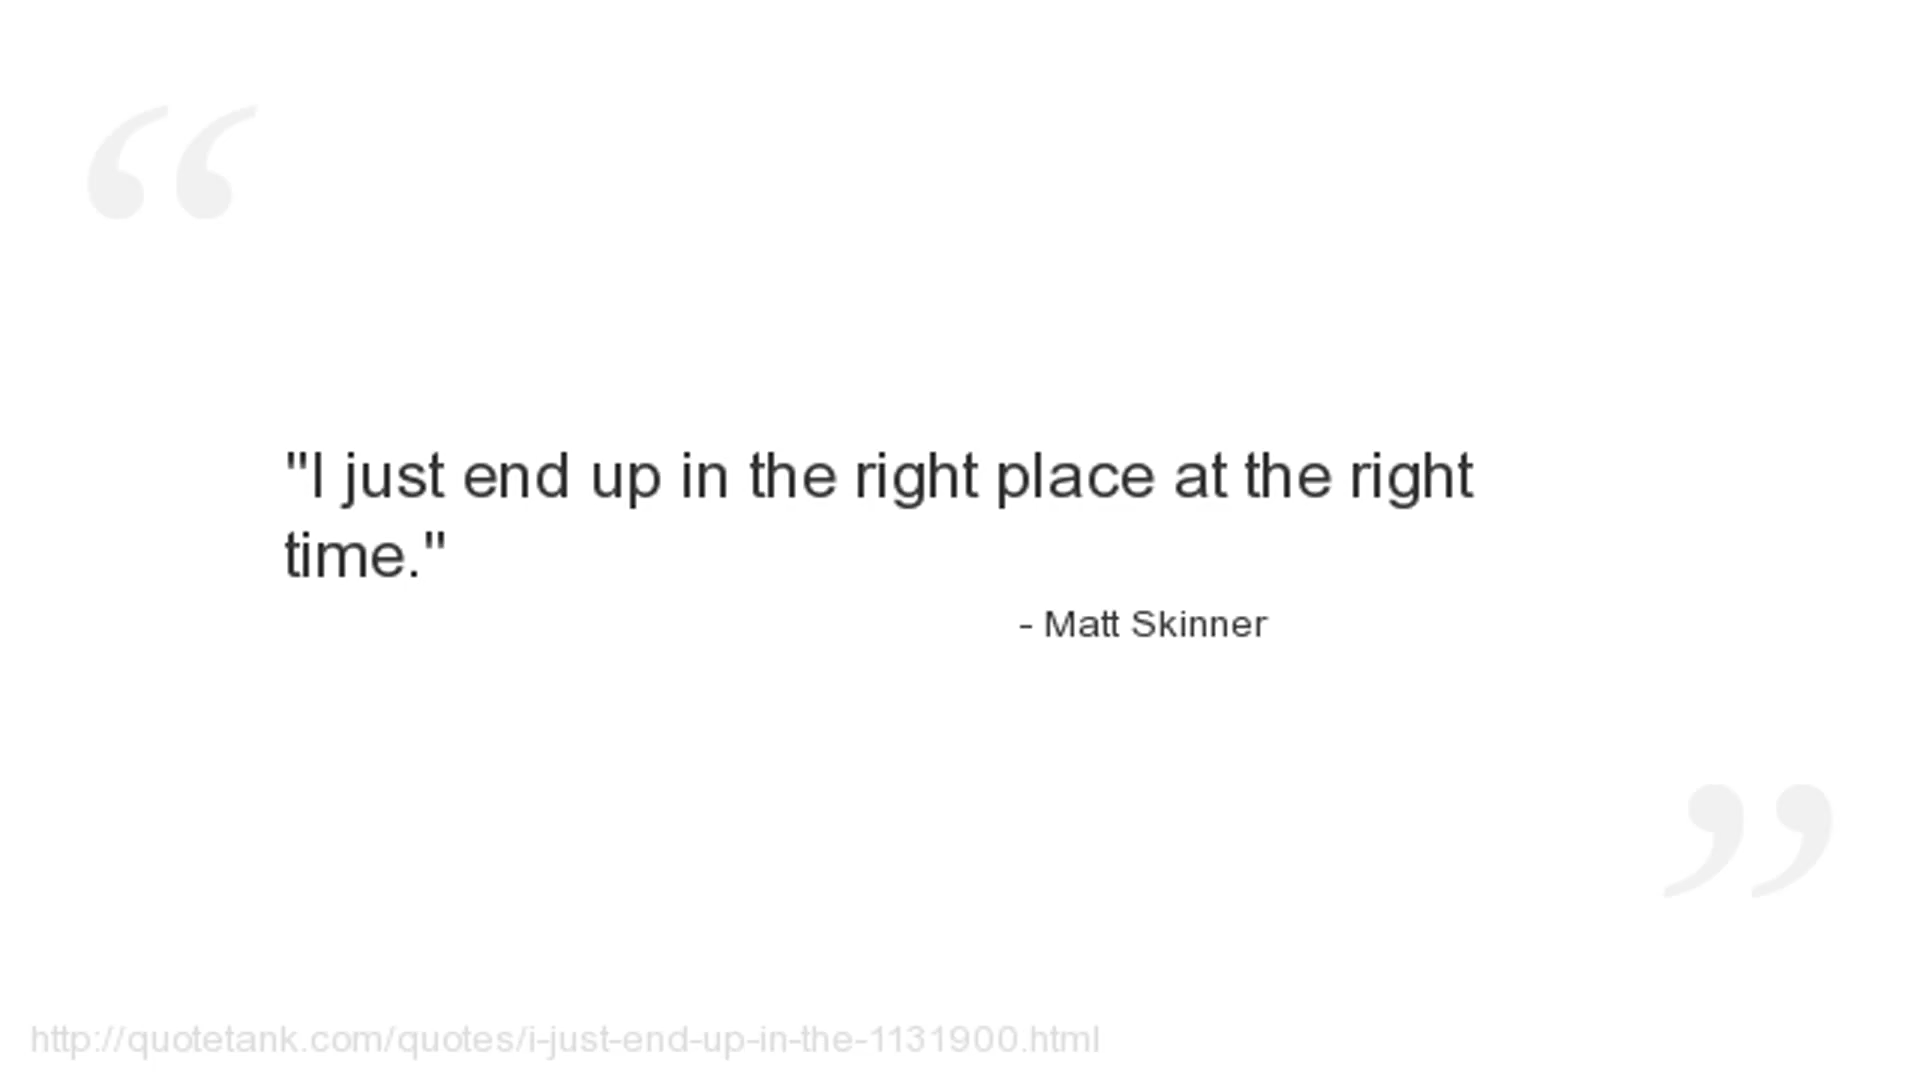 "I just end up in the right place at the right
time."
- Matt Skinner
http://quotetank.com/quotes/i-just-end-up-in-the-1131900.html